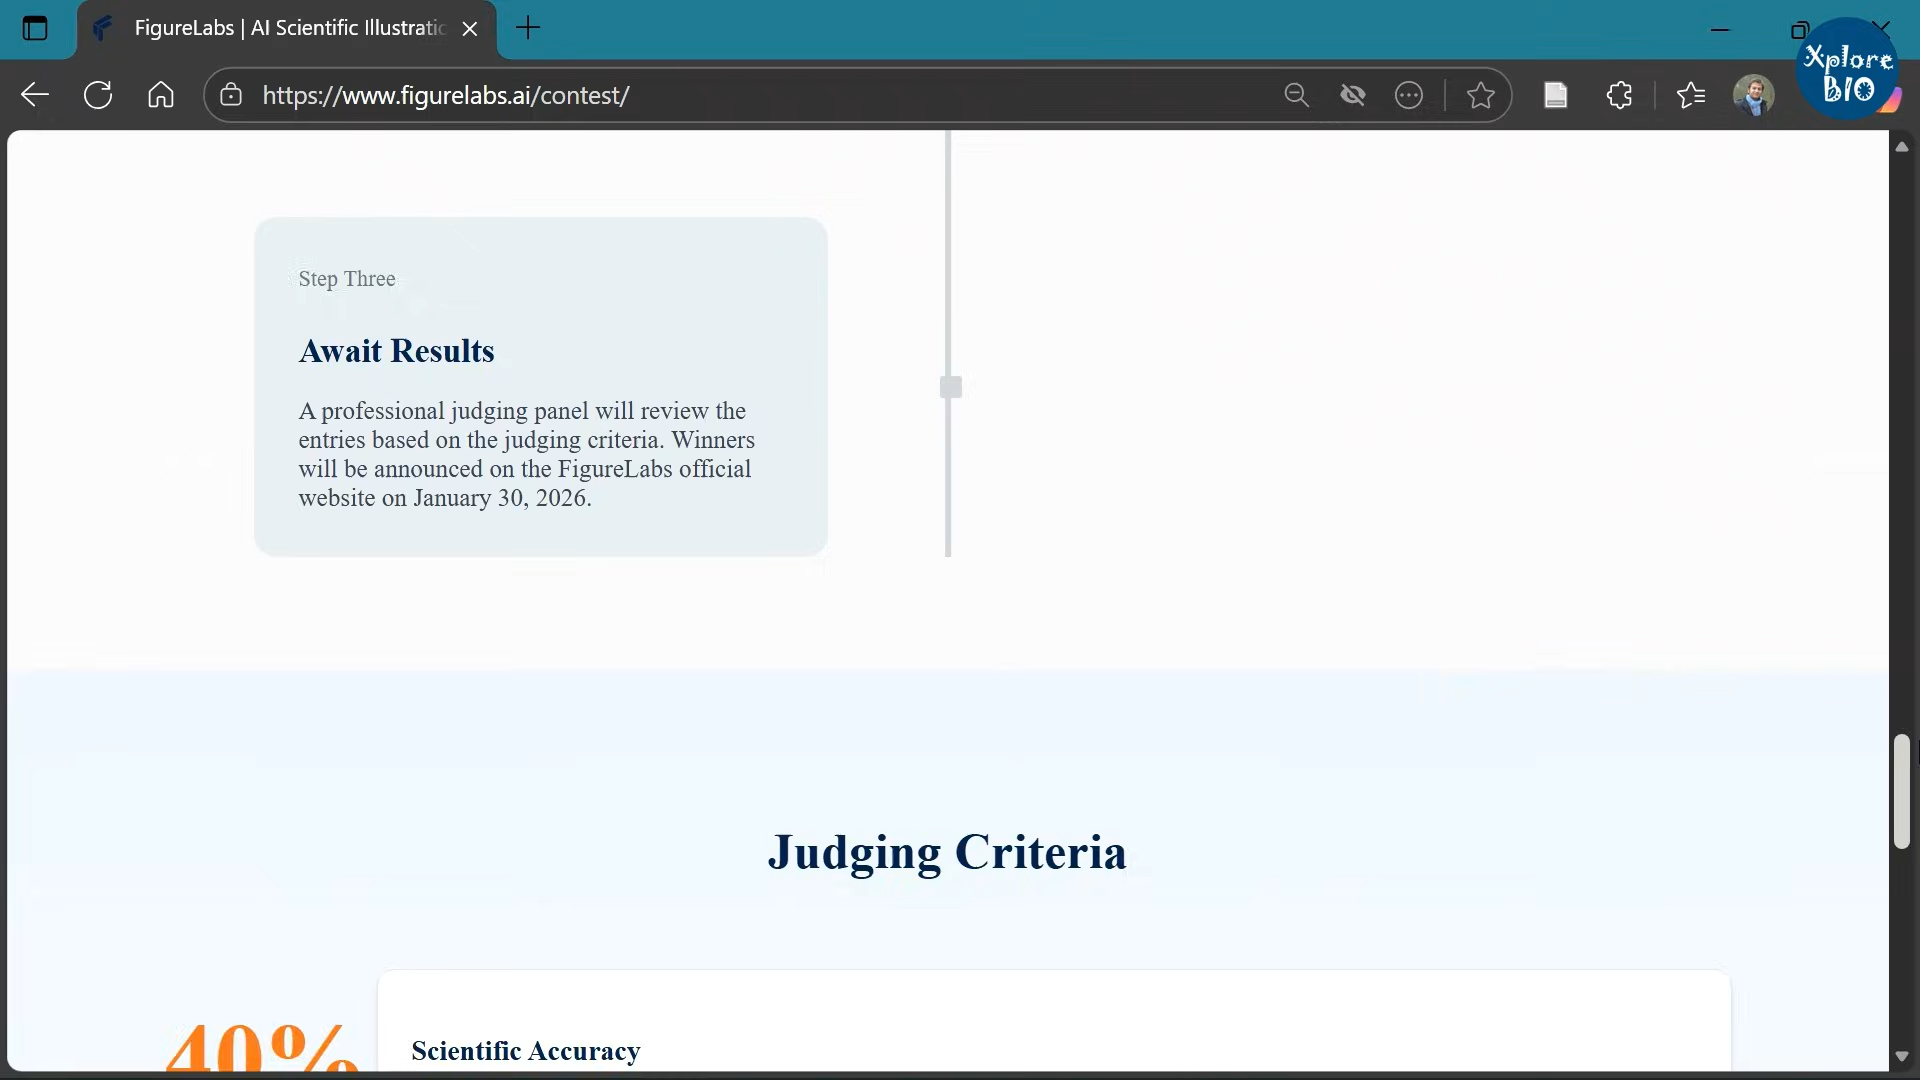 FigureLabs | AI Scientific Illustratic
https://www.figurelabs.ai/contest/
Xplore
BIO
Step Three
Await Results
A professional judging panel will review the
entries based on the judging criteria. Winners
will be announced on the FigureLabs official
website on January 30, 2026.
Judging Criteria
40%
Scientific Accuracy